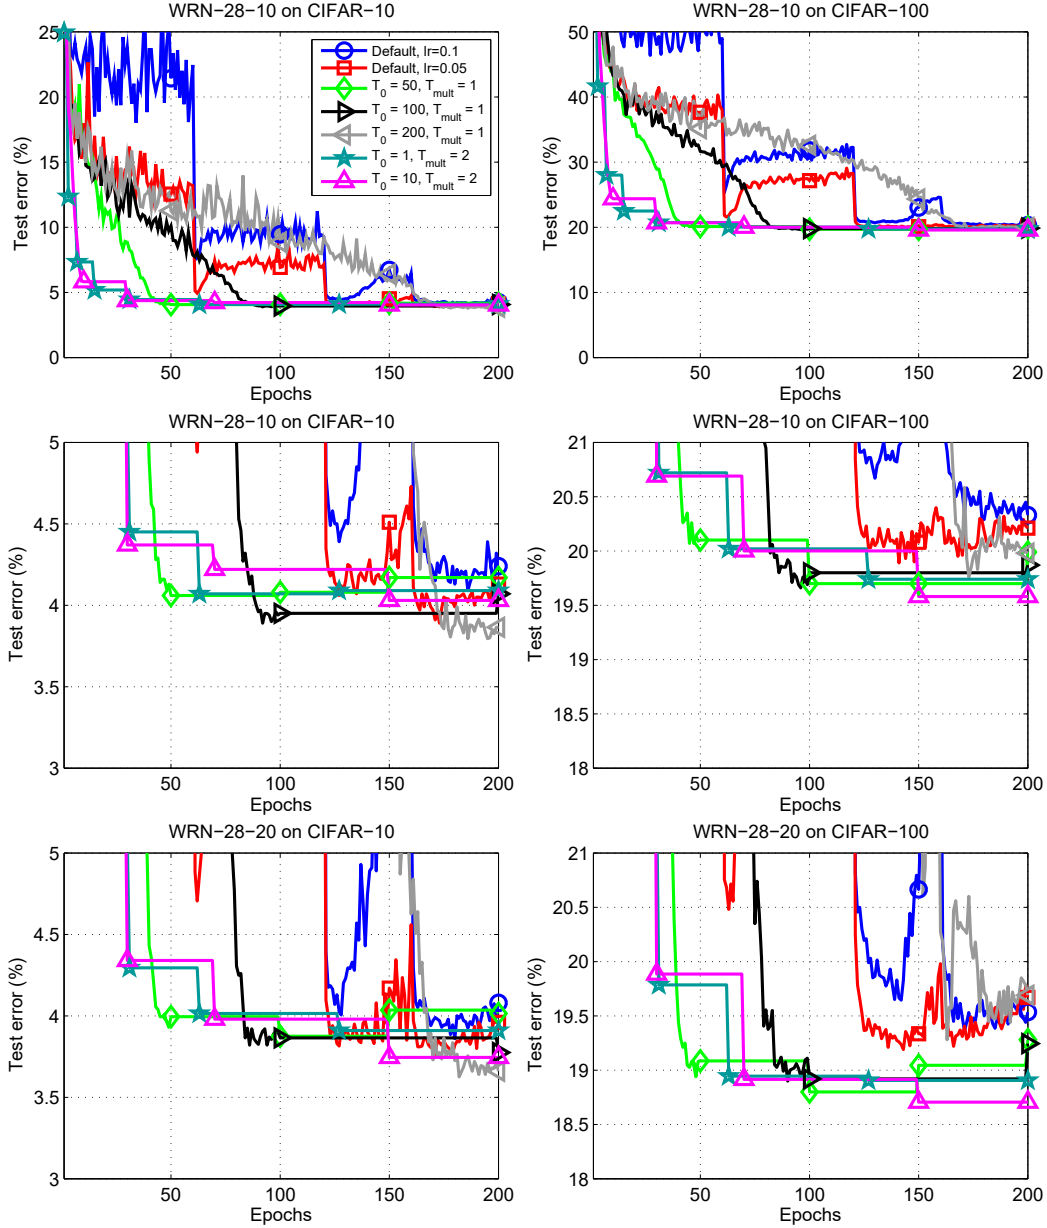 WRN−28−10 on CIFAR−10
25
20
15
10
5
0
Test error (%)
50
100
150
200
Epochs
Default, lr=0.1
Default, lr=0.05
T0 = 50, Tmult = 1
T0 = 100, Tmult = 1
T0 = 200, Tmult = 1
T0 = 1, Tmult = 2
T0 = 10, Tmult = 2
WRN−28−10 on CIFAR−100
50
40
30
20
10
0
Test error (%)
50
100
150
200
Epochs
WRN−28−10 on CIFAR−10
5
4.5
4
3.5
3
Test error (%)
50
100
150
200
Epochs
WRN−28−10 on CIFAR−100
21
20.5
20
19.5
19
18.5
18
Test error (%)
50
100
150
200
Epochs
WRN−28−20 on CIFAR−10
5
4.5
4
3.5
3
Test error (%)
50
100
150
200
Epochs
WRN−28−20 on CIFAR−100
21
20.5
20
19.5
19
18.5
18
Test error (%)
50
100
150
200
Epochs